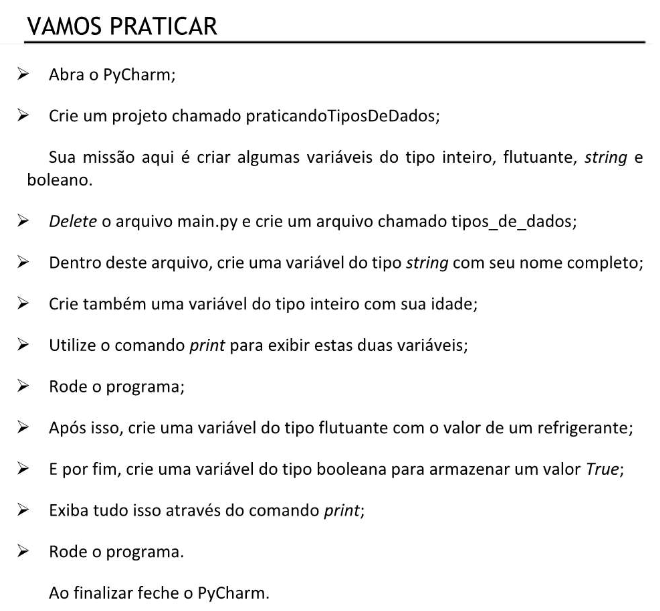 VAMOS PRATICAR
➢ Abra o PyCharm;
➢ Crie um projeto chamado praticandoTiposDeDados;
Sua missão aqui é criar algumas variáveis do tipo inteiro, flutuante, string e
boleano.
➢ Delete o arquivo main.py e crie um arquivo chamado tipos_de_dados;
➢ Dentro deste arquivo, crie uma variável do tipo string com seu nome completo;
➢ Crie também uma variável do tipo inteiro com sua idade;
➢ Utilize o comando print para exibir estas duas variáveis;
➢ Rode o programa;
➢ Após isso, crie uma variável do tipo flutuante com o valor de um refrigerante;
➢ E por fim, crie uma variável do tipo booleana para armazenar um valor True;
➢ Exiba tudo isso através do comando print;
➢ Rode o programa.
Ao finalizar feche o PyCharm.